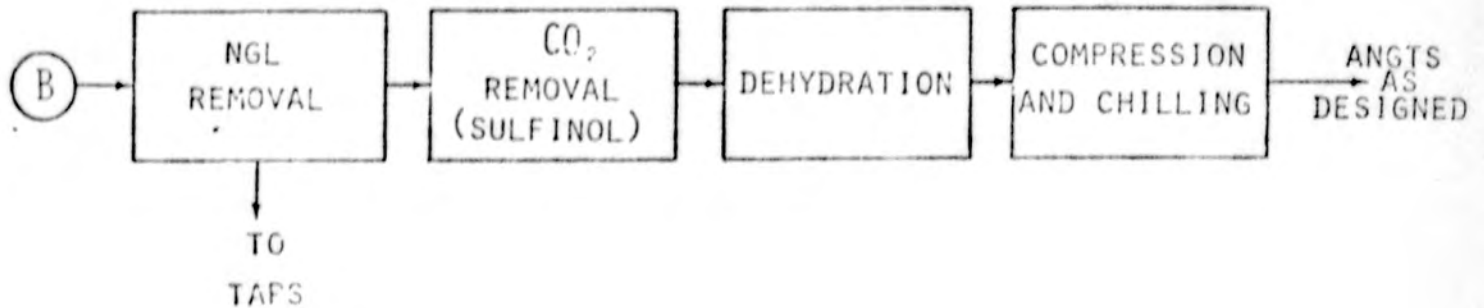 B
NGL
REMOVAL
CO₂
REMOVAL
(SULFINOL)
DEHYDRATION
COMPRESSION
AND CHILLING
ANGTS
AS
DESIGNED
TO
TAPS